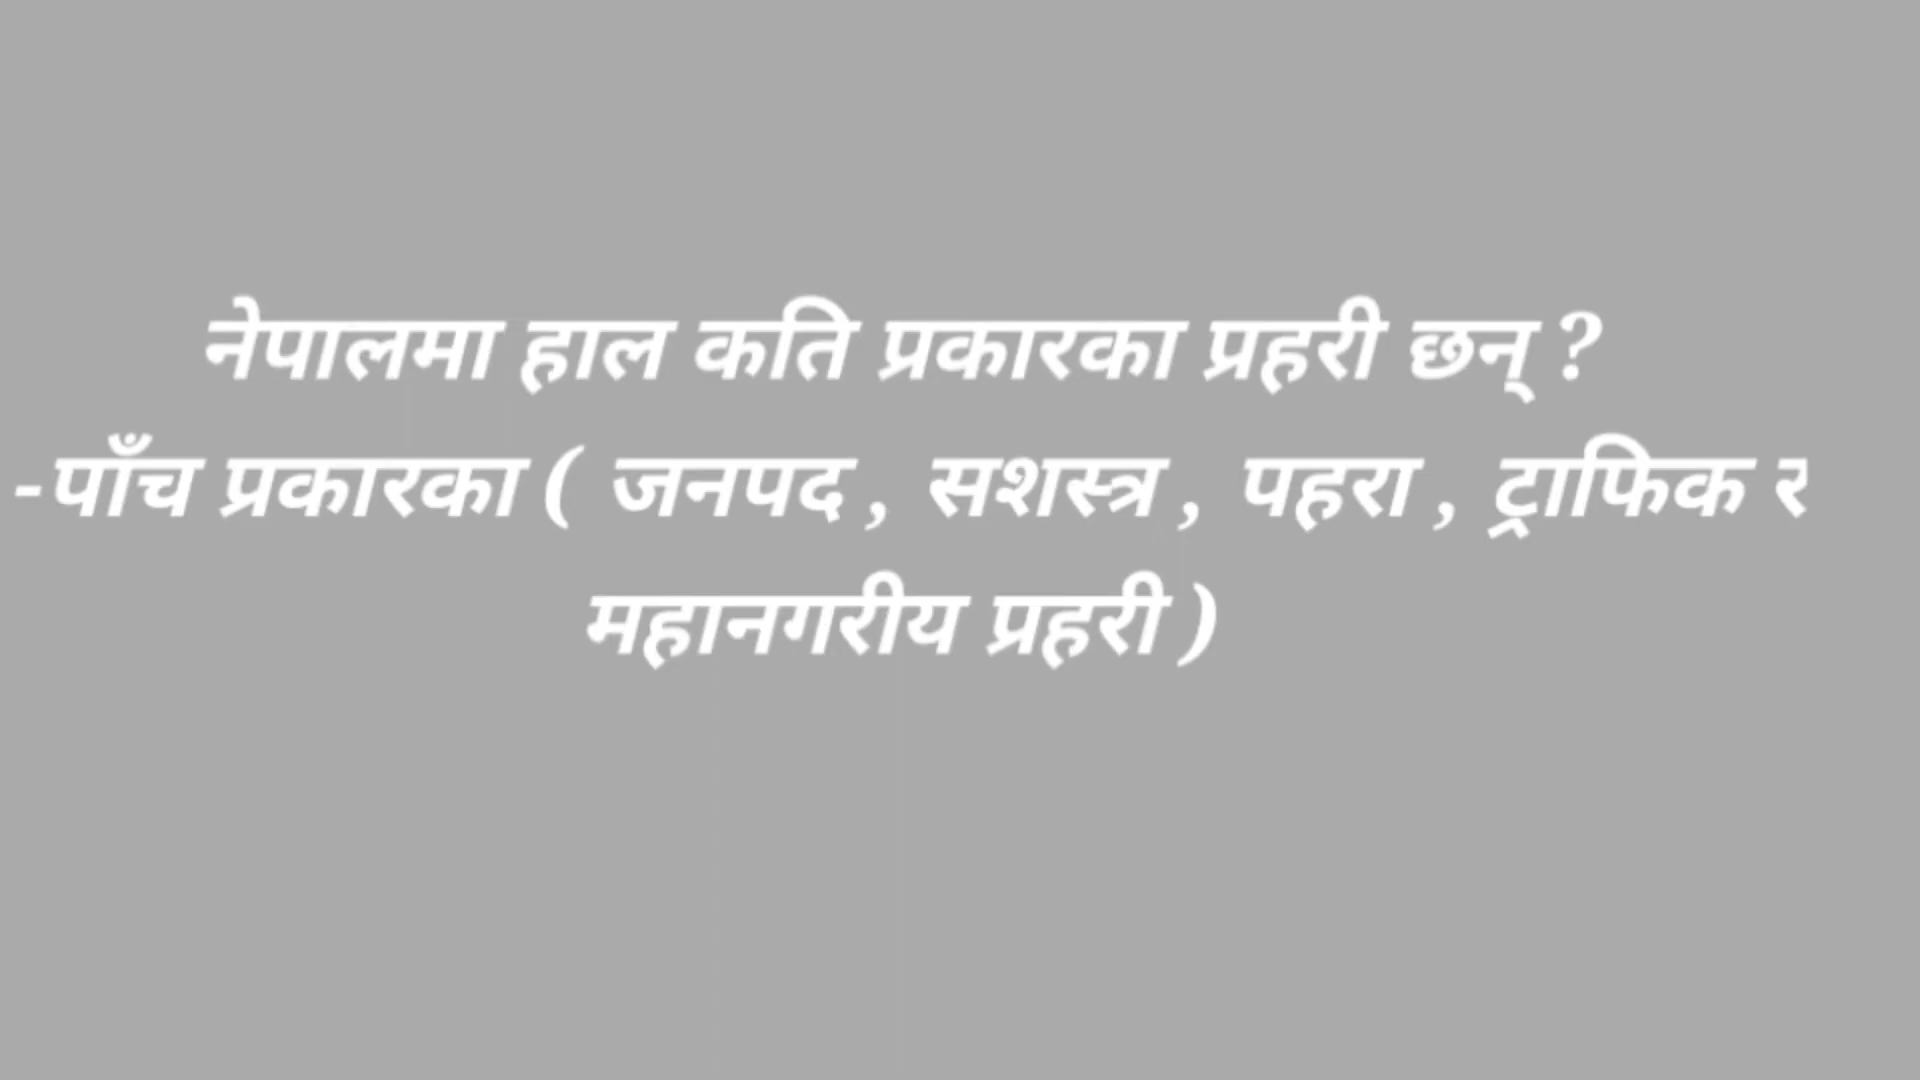 नेपालमा हाल कति प्रकारका प्रहरी छन् ?
-पाँच प्रकारका ( जनपद , सशस्त्र , पहरा , ट्राफिक र
महानगरीय प्रहरी )